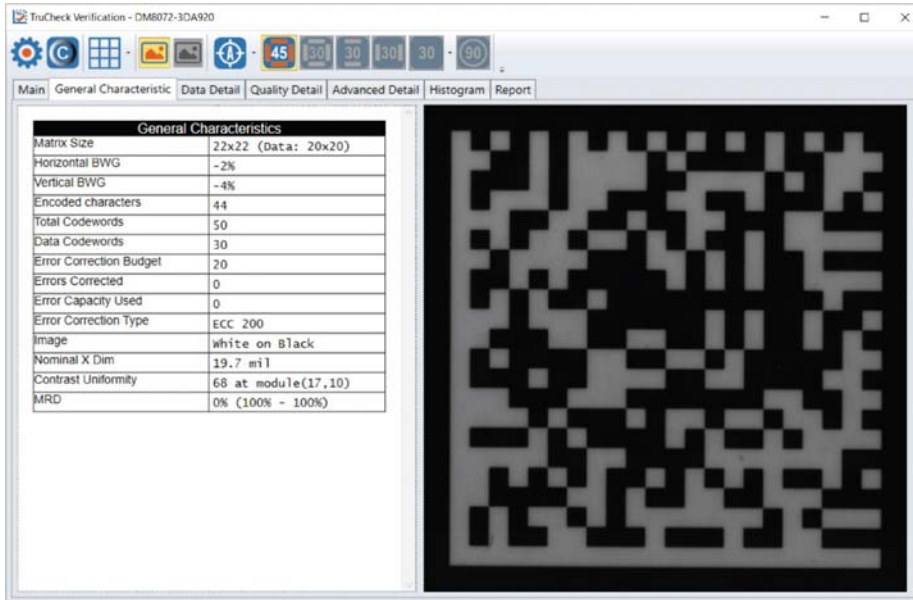 TruCheck Verification - DM8072-3DA920
45 30 30 30 30 90
Main General Characteristic Data Detail Quality Detail Advanced Detail Histogram Report
General Characteristics
Matrix Size 22x22 (Data: 20x20)
Horizontal BWG -2%
Vertical BWG -4%
Encoded characters 44
Total Codewords 50
Data Codewords 30
Error Correction Budget 20
Errors Corrected 0
Error Capacity Used 0
Error Correction Type ECC 200
Image White on Black
Nominal X Dim 19.7 mil
Contrast Uniformity 68 at module(17,10)
MRD 0% (100% - 100%)